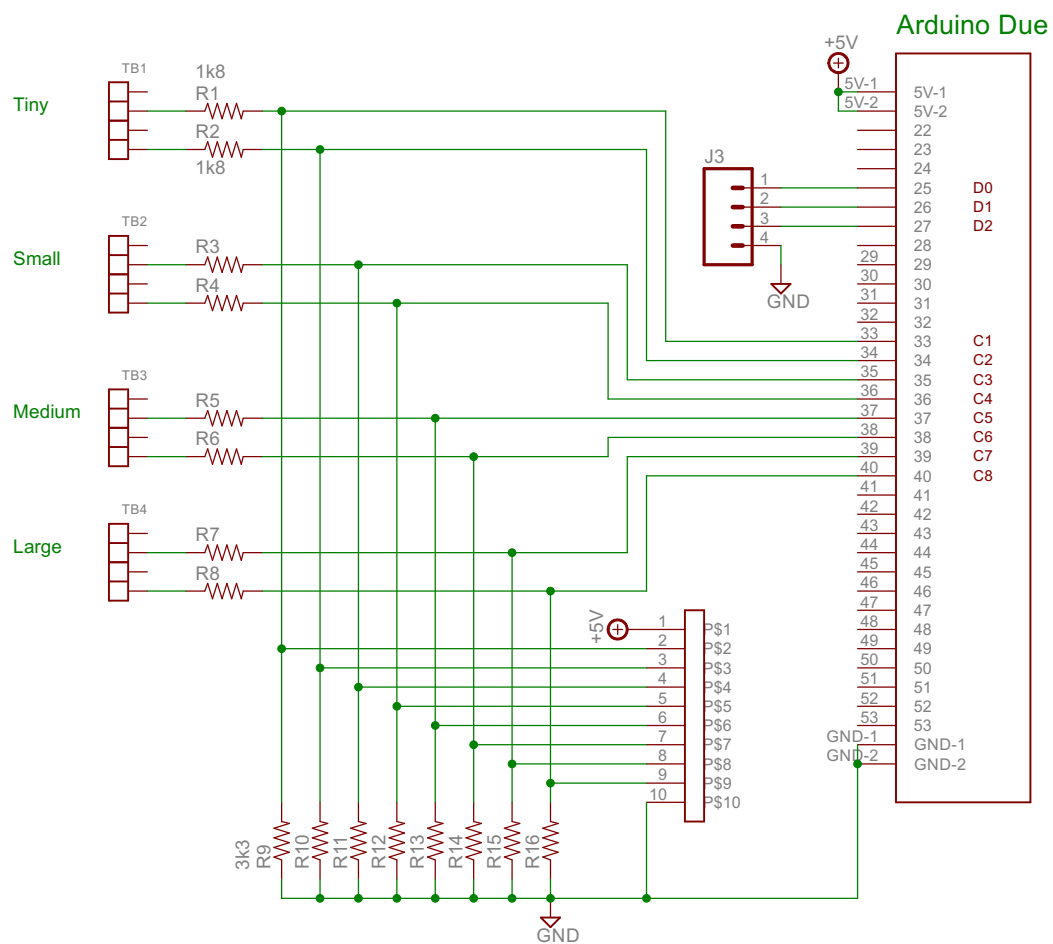 Arduino Due
+5V
TB1
1k8
R1
Tiny
R2
1k8
5V-1 5V-1
5V-2 5V-2
22
23
24
J3
1 25 D0
2 26 D1
3 27 D2
4 28
GND
TB2
Small
R3
R4
29 29
30 30
31 31
32 32
33 33 C1
34 34 C2
35 35 C3
36 36 C4
37 37 C5
38 38 C6
39 39 C7
40 40 C8
41 41
42 42
43 43
44 44
45 45
46 46
47 47
48 48
49 49
50 50
51 51
52 52
53 53
GND-1 GND-1
GND-2 GND-2
TB3
Medium
R5
R6
TB4
Large
R7
R8
+5V
1 P$1
2 P$2
3 P$3
4 P$4
5 P$5
6 P$6
7 P$7
8 P$8
9 P$9
10 P$10
3k3
R9
R10
R11
R12
R13
R14
R15
R16
GND